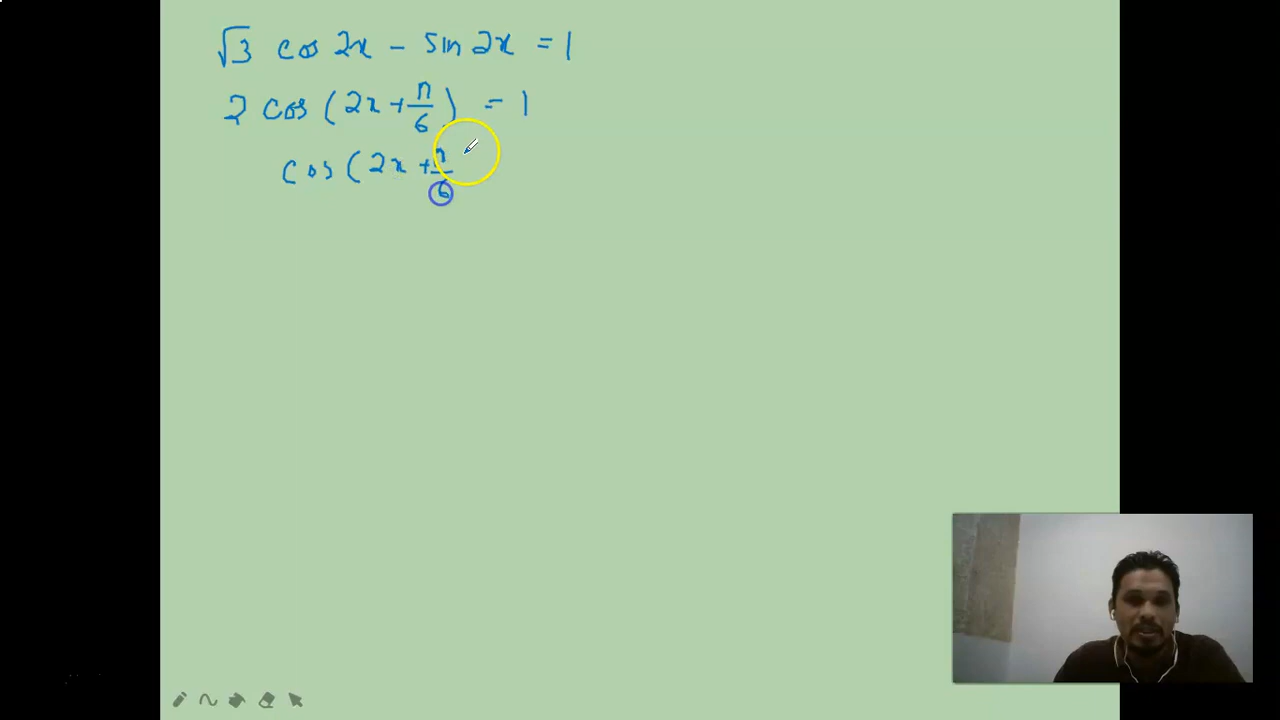 √3 cos 2x - sin 2x = 1
2 cos (2x + π/6) = 1
cos (2x + π/6